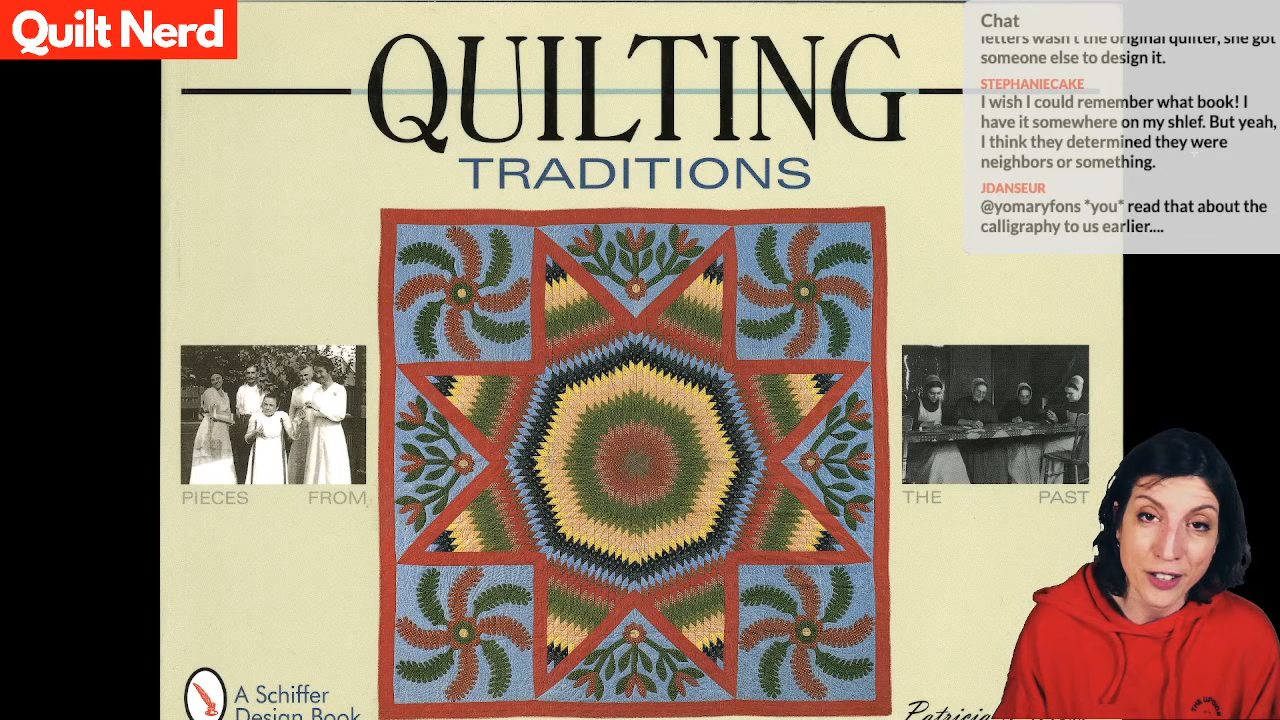 Quilt Nerd
QUILTING
TRADITIONS
PIECES FROM
THE PAST
A Schiffer
Design Book
Patricia
Chat
letters wasn't the original quilter, she got
someone else to design it.
STEPHANIECAKE
I wish I could remember what book! I
have it somewhere on my shlef. But yeah,
I think they determined they were
neighbors or something.
JDANSEUR
@yomaryfons *you* read that about the
calligraphy to us earlier....